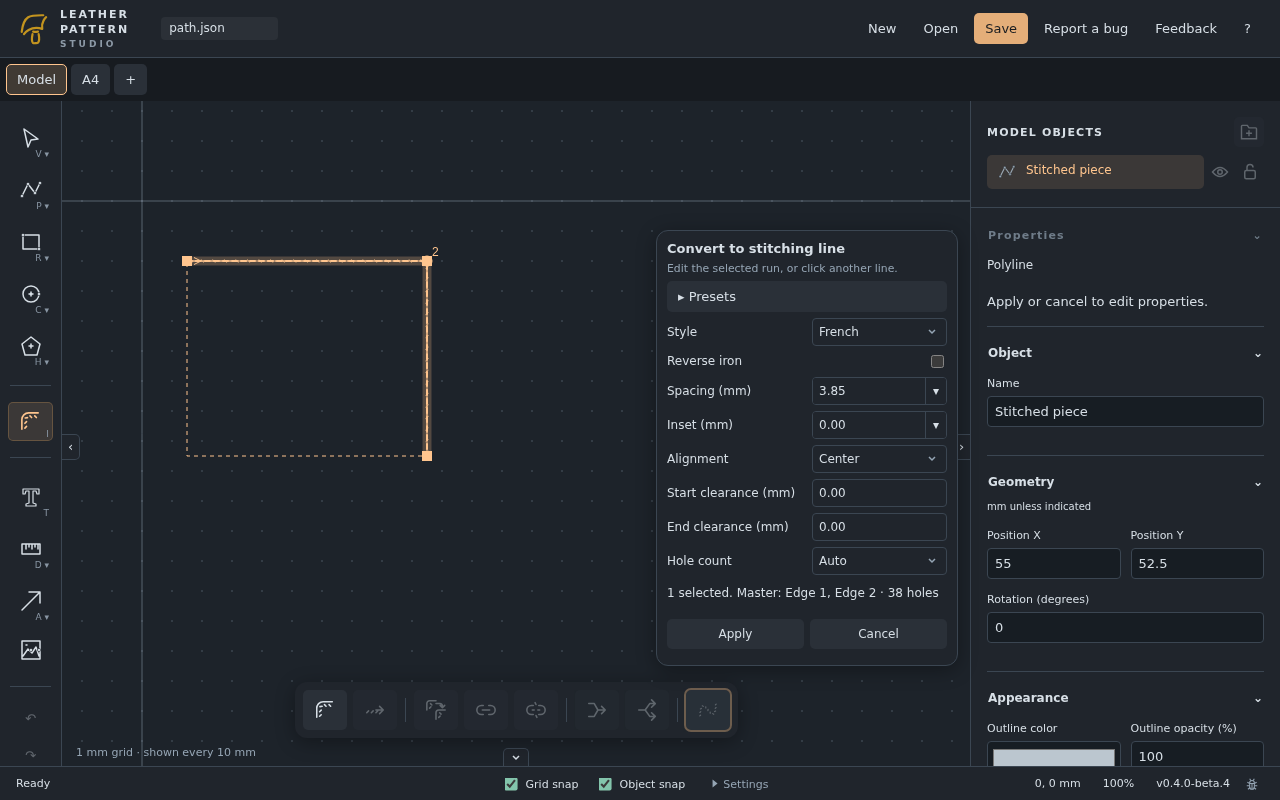 LEATHER
PATTERN
STUDIO
path.json
New
Open
Save
Report a bug
Feedback
?
Model
A4
+
V ▾
P ▾
R ▾
C ▾
H ▾
I
T
D ▾
A ▾
2
Convert to stitching line
Edit the selected run, or click another line.
▸ Presets
Style
French
Reverse iron
Spacing (mm)
3.85
Inset (mm)
0.00
Alignment
Center
Start clearance (mm)
0.00
End clearance (mm)
0.00
Hole count
Auto
1 selected. Master: Edge 1, Edge 2 · 38 holes
Apply
Cancel
1 mm grid · shown every 10 mm
MODEL OBJECTS
Stitched piece
Properties
Polyline
Apply or cancel to edit properties.
Object
Name
Stitched piece
Geometry
mm unless indicated
Position X
Position Y
55
52.5
Rotation (degrees)
0
Appearance
Outline color
Outline opacity (%)
100
Ready
Grid snap
Object snap
Settings
0, 0 mm
100%
v0.4.0-beta.4